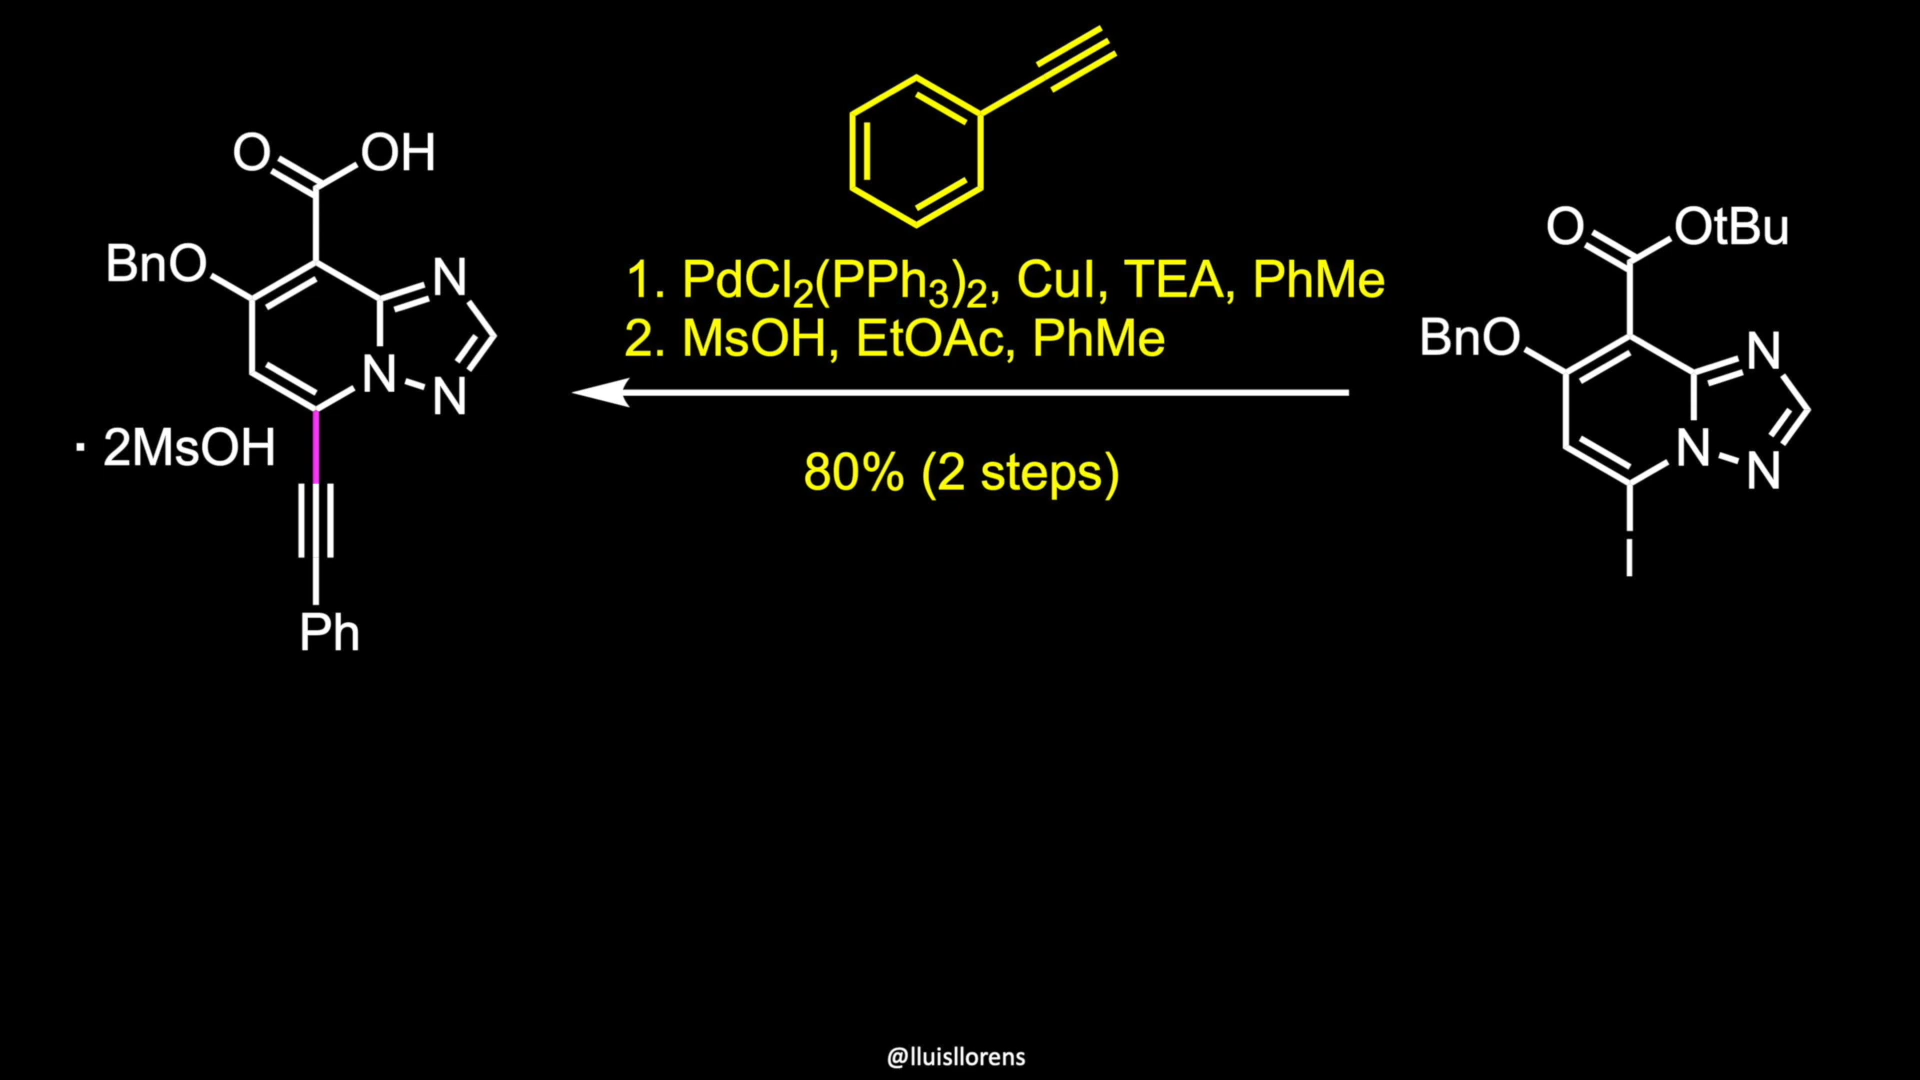 O OH
BnO N
N N
· 2MsOH
Ph
1. PdCl₂(PPh₃)₂, CuI, TEA, PhMe
2. MsOH, EtOAc, PhMe
80% (2 steps)
O OtBu
BnO N
N N
I
@lluisllorens